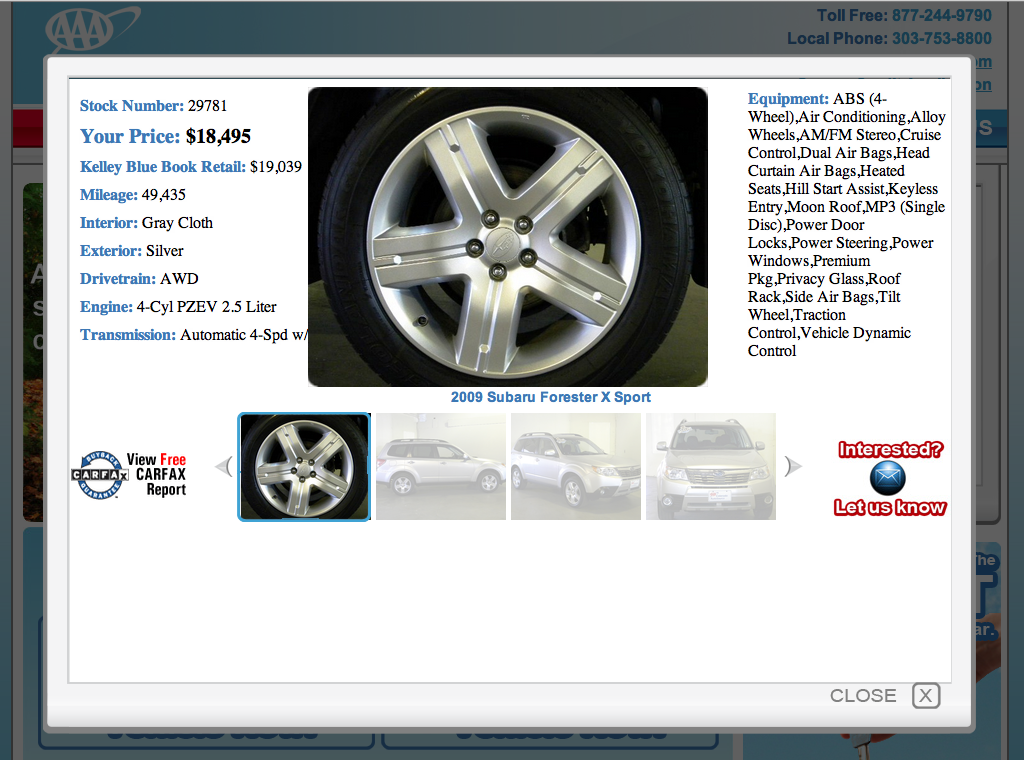 AAA
Toll Free: 877-244-9790
Local Phone: 303-753-8800
Stock Number: 29781
Your Price: $18,495
Kelley Blue Book Retail: $19,039
Mileage: 49,435
Interior: Gray Cloth
Exterior: Silver
Drivetrain: AWD
Engine: 4-Cyl PZEV 2.5 Liter
Transmission: Automatic 4-Spd w/
2009 Subaru Forester X Sport
Equipment: ABS (4-
Wheel),Air Conditioning,Alloy
Wheels,AM/FM Stereo,Cruise
Control,Dual Air Bags,Head
Curtain Air Bags,Heated
Seats,Hill Start Assist,Keyless
Entry,Moon Roof,MP3 (Single
Disc),Power Door
Locks,Power Steering,Power
Windows,Premium
Pkg,Privacy Glass,Roof
Rack,Side Air Bags,Tilt
Wheel,Traction
Control,Vehicle Dynamic
Control
BUYBACK
CARFAX
GUARANTEE
View Free
CARFAX
Report
Interested?
Let us know
CLOSE X